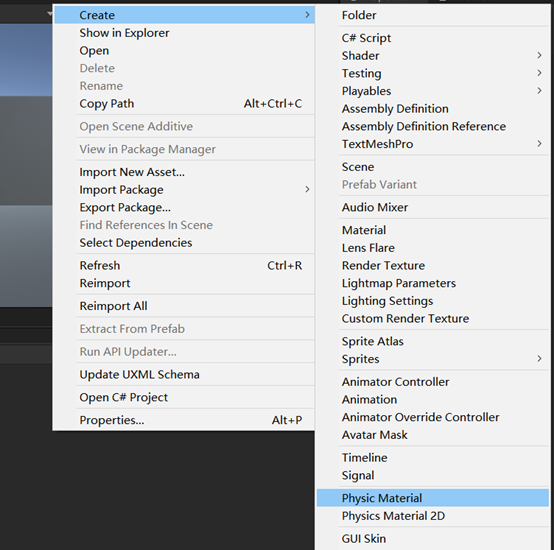 Create
Show in Explorer
Open
Delete
Rename
Copy Path Alt+Ctrl+C
Open Scene Additive
View in Package Manager
Import New Asset...
Import Package
Export Package...
Find References In Scene
Select Dependencies
Refresh Ctrl+R
Reimport
Reimport All
Extract From Prefab
Run API Updater...
Update UXML Schema
Open C# Project
Properties... Alt+P
Folder
C# Script
Shader
Testing
Playables
Assembly Definition
Assembly Definition Reference
TextMeshPro
Scene
Prefab Variant
Audio Mixer
Material
Lens Flare
Render Texture
Lightmap Parameters
Lighting Settings
Custom Render Texture
Sprite Atlas
Sprites
Animator Controller
Animation
Animator Override Controller
Avatar Mask
Timeline
Signal
Physic Material
Physics Material 2D
GUI Skin